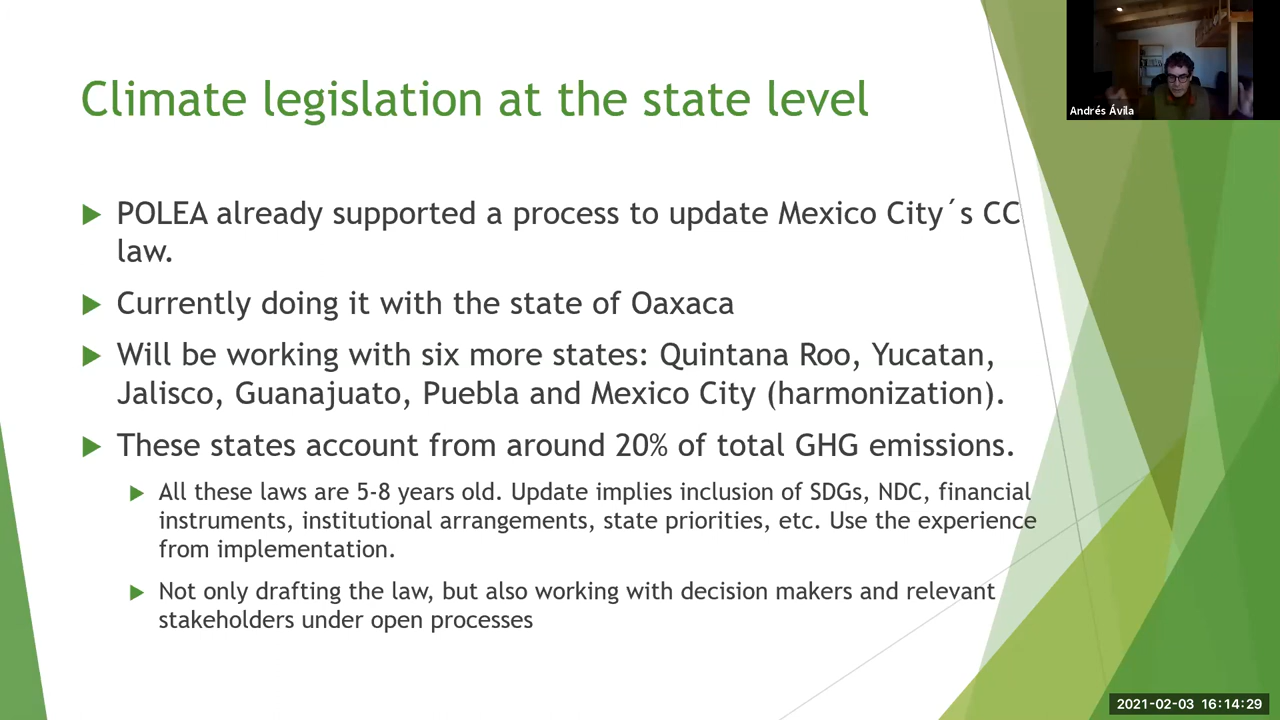 Climate legislation at the state level
Andrés Ávila
POLEA already supported a process to update Mexico City´s CC
law.
Currently doing it with the state of Oaxaca
Will be working with six more states: Quintana Roo, Yucatan,
Jalisco, Guanajuato, Puebla and Mexico City (harmonization).
These states account from around 20% of total GHG emissions.
All these laws are 5-8 years old. Update implies inclusion of SDGs, NDC, financial
instruments, institutional arrangements, state priorities, etc. Use the experience
from implementation.
Not only drafting the law, but also working with decision makers and relevant
stakeholders under open processes
2021-02-03 16:14:29